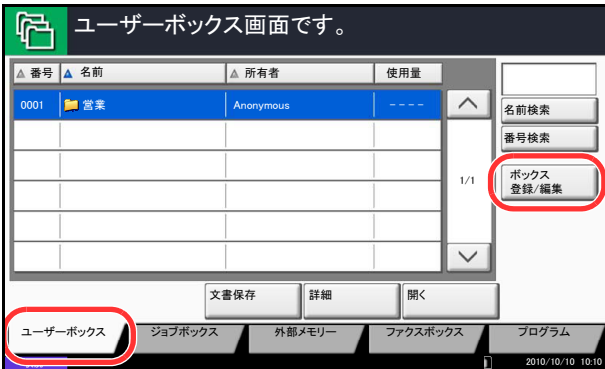 ユーザーボックス画面です。
番号 名前 所有者 使用量
0001 営業 Anonymous ----
名前検索
番号検索
ボックス
登録/編集
1/1
文書保存 詳細 開く
ユーザーボックス ジョブボックス 外部メモリー ファクスボックス プログラム
2010/10/10 10:10